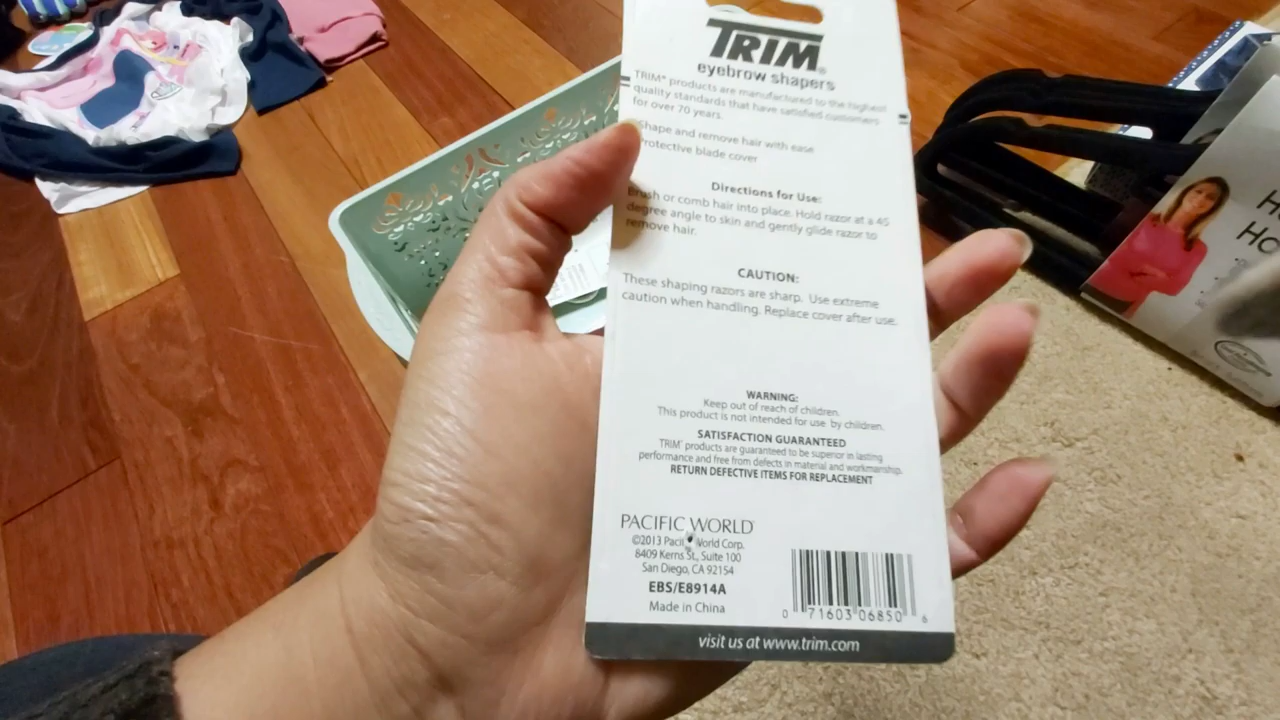 TRIM®
eyebrow shapers
TRIM® products are manufactured to the highest
quality standards that have satisfied customers
for over 70 years.
Shape and remove hair with ease
Protective blade cover
Directions for Use:
Brush or comb hair into place. Hold razor at a 45
degree angle to skin and gently glide razor to
remove hair.
CAUTION:
These shaping razors are sharp. Use extreme
caution when handling. Replace cover after use.
WARNING:
Keep out of reach of children.
This product is not intended for use by children.
SATISFACTION GUARANTEED
TRIM® products are guaranteed to be superior in lasting
performance and free from defects in material and workmanship.
RETURN DEFECTIVE ITEMS FOR REPLACEMENT
PACIFIC WORLD
©2013 Pacific World Corp.
8409 Kerns St., Suite 100
San Diego, CA 92154
EBS/E8914A
Made in China
0 71603 06850 6
visit us at www.trim.com